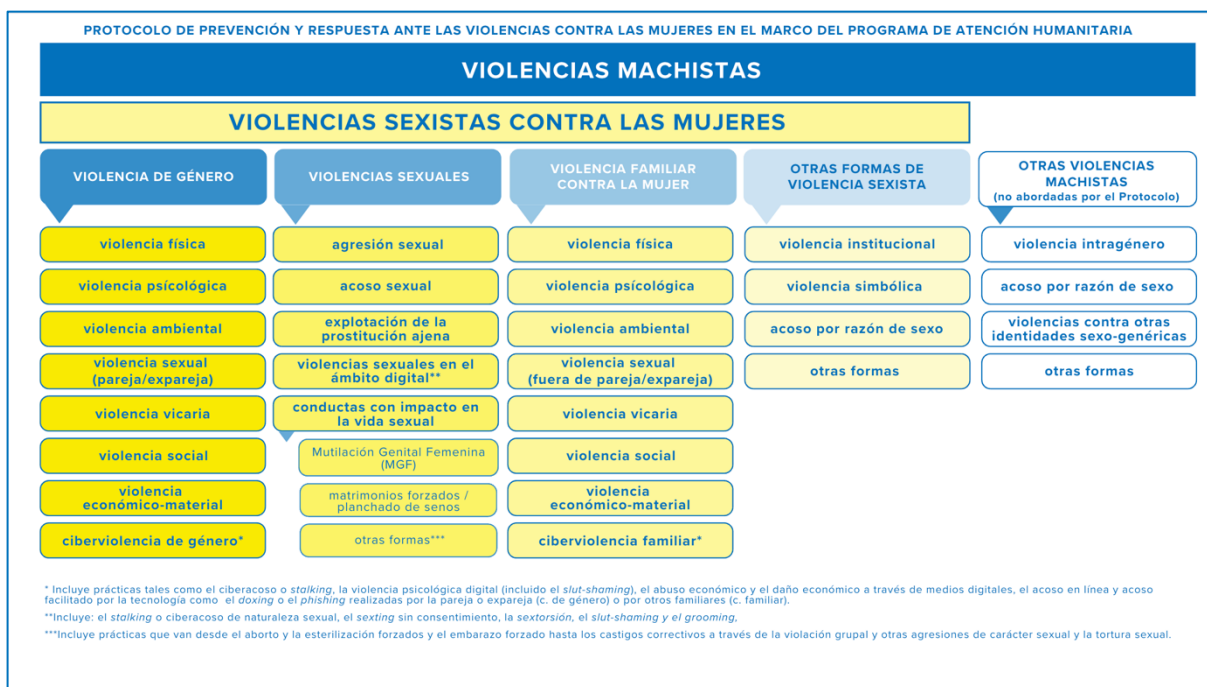 PROTOCOLO DE PREVENCIÓN Y RESPUESTA ANTE LAS VIOLENCIAS CONTRA LAS MUJERES EN EL MARCO DEL PROGRAMA DE ATENCIÓN HUMANITARIA
VIOLENCIAS MACHISTAS
VIOLENCIAS SEXISTAS CONTRA LAS MUJERES
VIOLENCIA DE GÉNERO
violencia física
violencia psícológica
violencia ambiental
violencia sexual
(pareja/expareja)
violencia vicaria
violencia social
violencia
económico-material
ciberviolencia de género*
VIOLENCIAS SEXUALES
agresión sexual
acoso sexual
explotación de la
prostitución ajena
violencias sexuales en el
ámbito digital**
conductas con impacto en
la vida sexual
Mutilación Genital Femenina
(MGF)
matrimonios forzados /
planchado de senos
otras formas***
VIOLENCIA FAMILIAR
CONTRA LA MUJER
violencia física
violencia psícológica
violencia ambiental
violencia sexual
(fuera de pareja/expareja)
violencia vicaria
violencia social
violencia
económico-material
ciberviolencia familiar*
OTRAS FORMAS DE
VIOLENCIA SEXISTA
violencia institucional
violencia simbólica
acoso por razón de sexo
otras formas
OTRAS VIOLENCIAS
MACHISTAS
(no abordadas por el Protocolo)
violencia intragénero
acoso por razón de sexo
violencias contra otras
identidades sexo-genéricas
otras formas
* Incluye prácticas tales como el ciberacoso o stalking, la violencia psicológica digital (incluido el slut-shaming), el abuso económico y el daño económico a través de medios digitales, el acoso en línea y acoso
facilitado por la tecnología como el doxing o el phishing realizadas por la pareja o expareja (c. de género) o por otros familiares (c. familiar).
**Incluye: el stalking o ciberacoso de naturaleza sexual, el sexting sin consentimiento, la sextorsión, el slut-shaming y el grooming,
***Incluye prácticas que van desde el aborto y la esterilización forzados y el embarazo forzado hasta los castigos correctivos a través de la violación grupal y otras agresiones de carácter sexual y la tortura sexual.